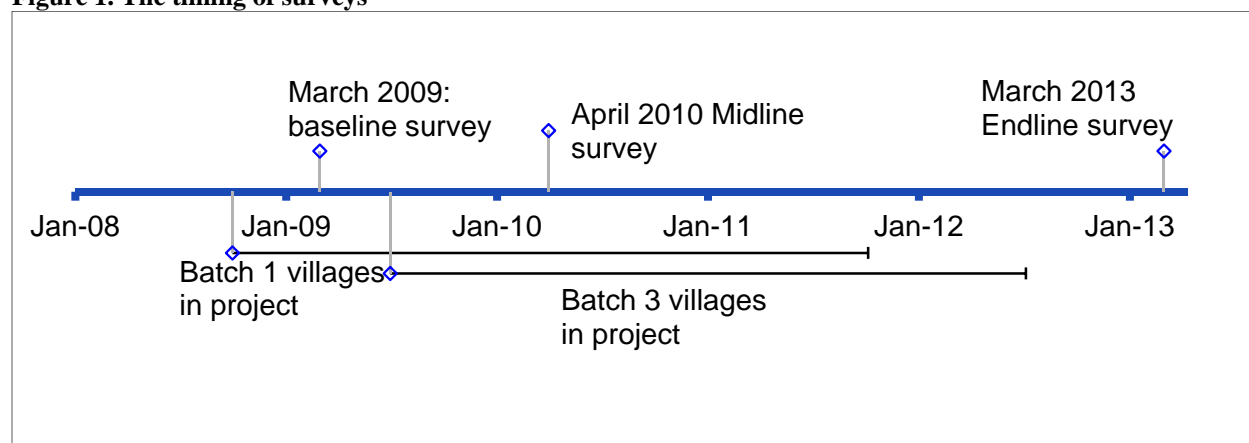 Figure 1. The timing of surveys
March 2009:
baseline survey
April 2010 Midline
survey
March 2013
Endline survey
Jan-08
Jan-09
Jan-10
Jan-11
Jan-12
Jan-13
Batch 1 villages
in project
Batch 3 villages
in project